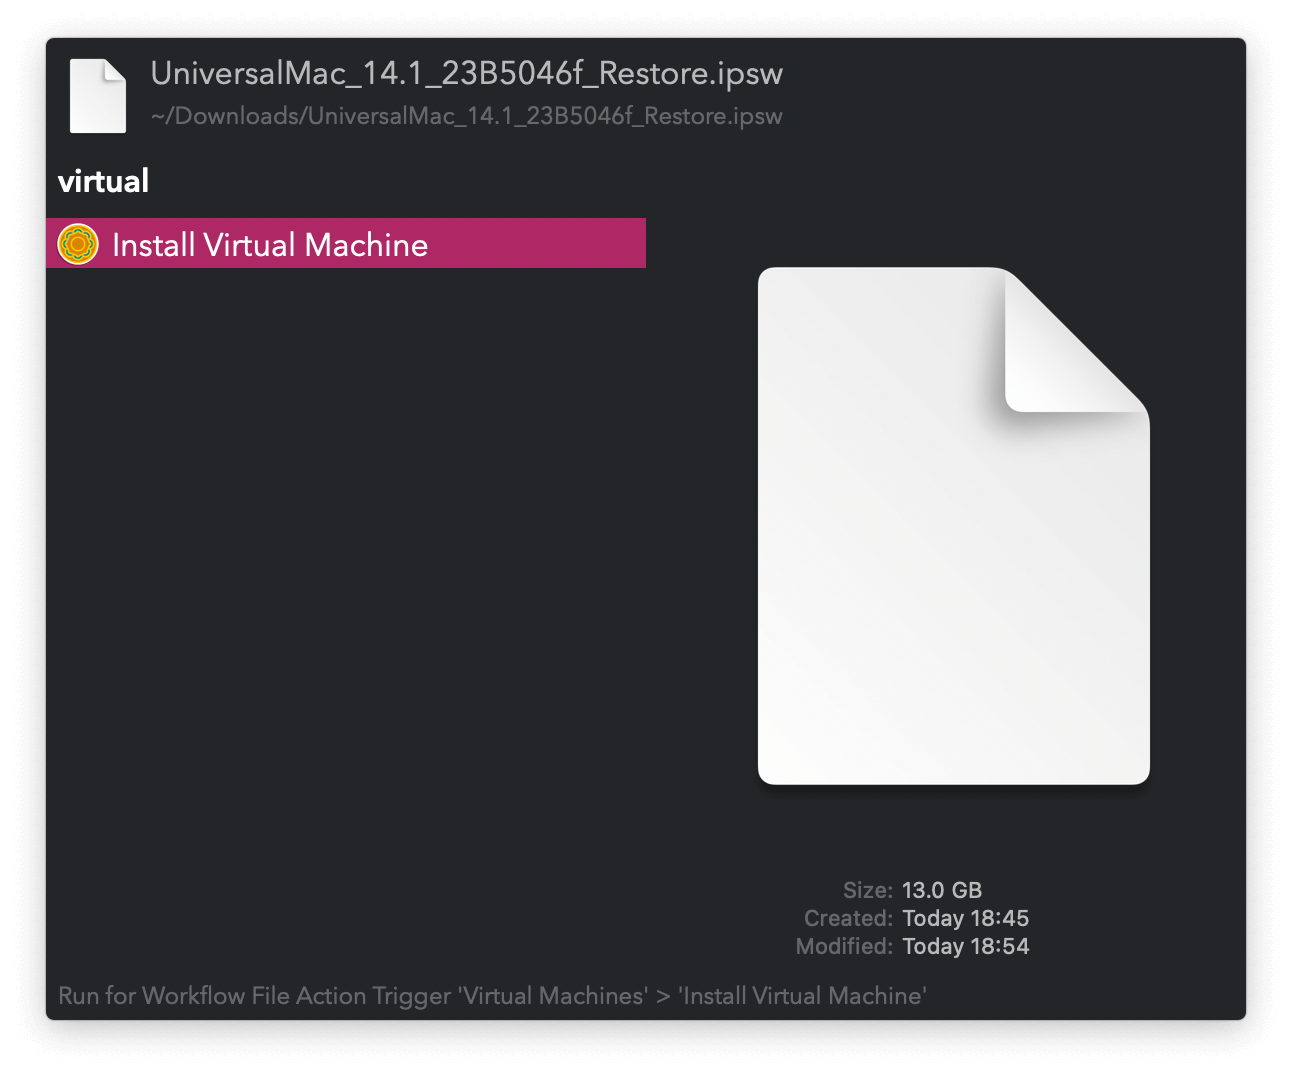 UniversalMac_14.1_23B5046f_Restore.ipsw
~/Downloads/UniversalMac_14.1_23B5046f_Restore.ipsw
virtual
Install Virtual Machine
Size: 13.0 GB
Created: Today 18:45
Modified: Today 18:54
Run for Workflow File Action Trigger 'Virtual Machines' > 'Install Virtual Machine'